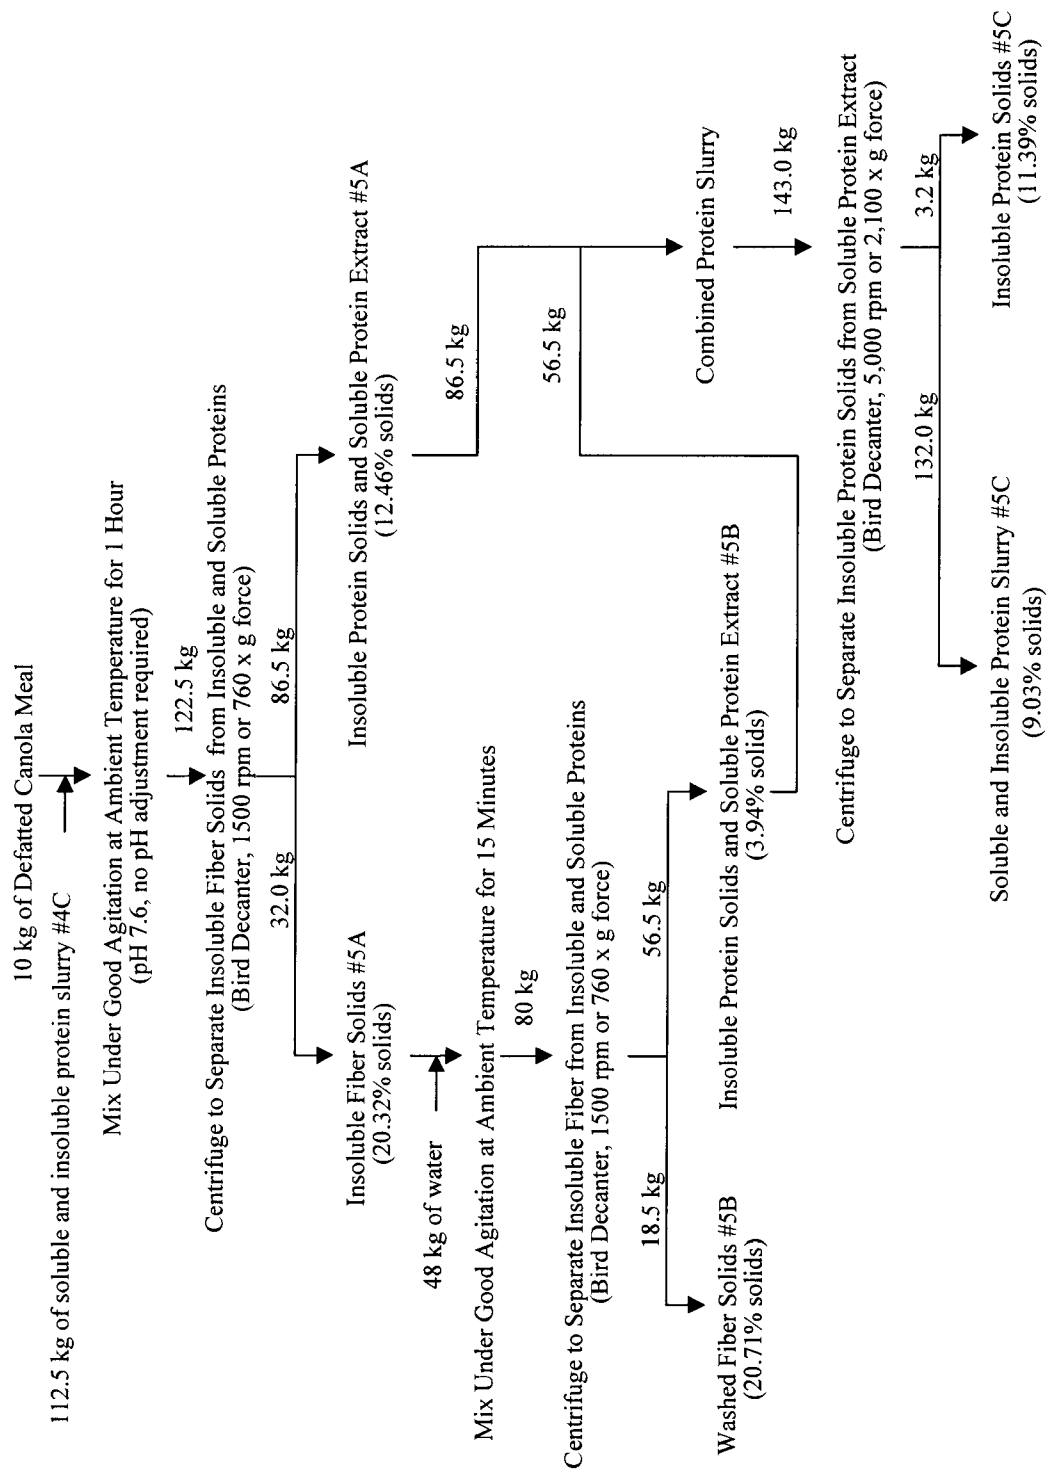 10 kg of Defatted Canola Meal
112.5 kg of soluble and insoluble protein slurry #4C
Mix Under Good Agitation at Ambient Temperature for 1 Hour
(pH 7.6, no pH adjustment required)
122.5 kg
Centrifuge to Separate Insoluble Fiber Solids from Insoluble and Soluble Proteins
(Bird Decanter, 1500 rpm or 760 x g force)
32.0 kg
86.5 kg
Insoluble Fiber Solids #5A
(20.32% solids)
Insoluble Protein Solids and Soluble Protein Extract #5A
(12.46% solids)
48 kg of water
86.5 kg
Mix Under Good Agitation at Ambient Temperature for 15 Minutes
80 kg
56.5 kg
Centrifuge to Separate Insoluble Fiber from Insoluble and Soluble Proteins
(Bird Decanter, 1500 rpm or 760 x g force)
18.5 kg
56.5 kg
Combined Protein Slurry
Washed Fiber Solids #5B
(20.71% solids)
Insoluble Protein Solids and Soluble Protein Extract #5B
(3.94% solids)
143.0 kg
Centrifuge to Separate Insoluble Protein Solids from Soluble Protein Extract
(Bird Decanter, 5,000 rpm or 2,100 x g force)
132.0 kg
3.2 kg
Soluble and Insoluble Protein Slurry #5C
(9.03% solids)
Insoluble Protein Solids #5C
(11.39% solids)